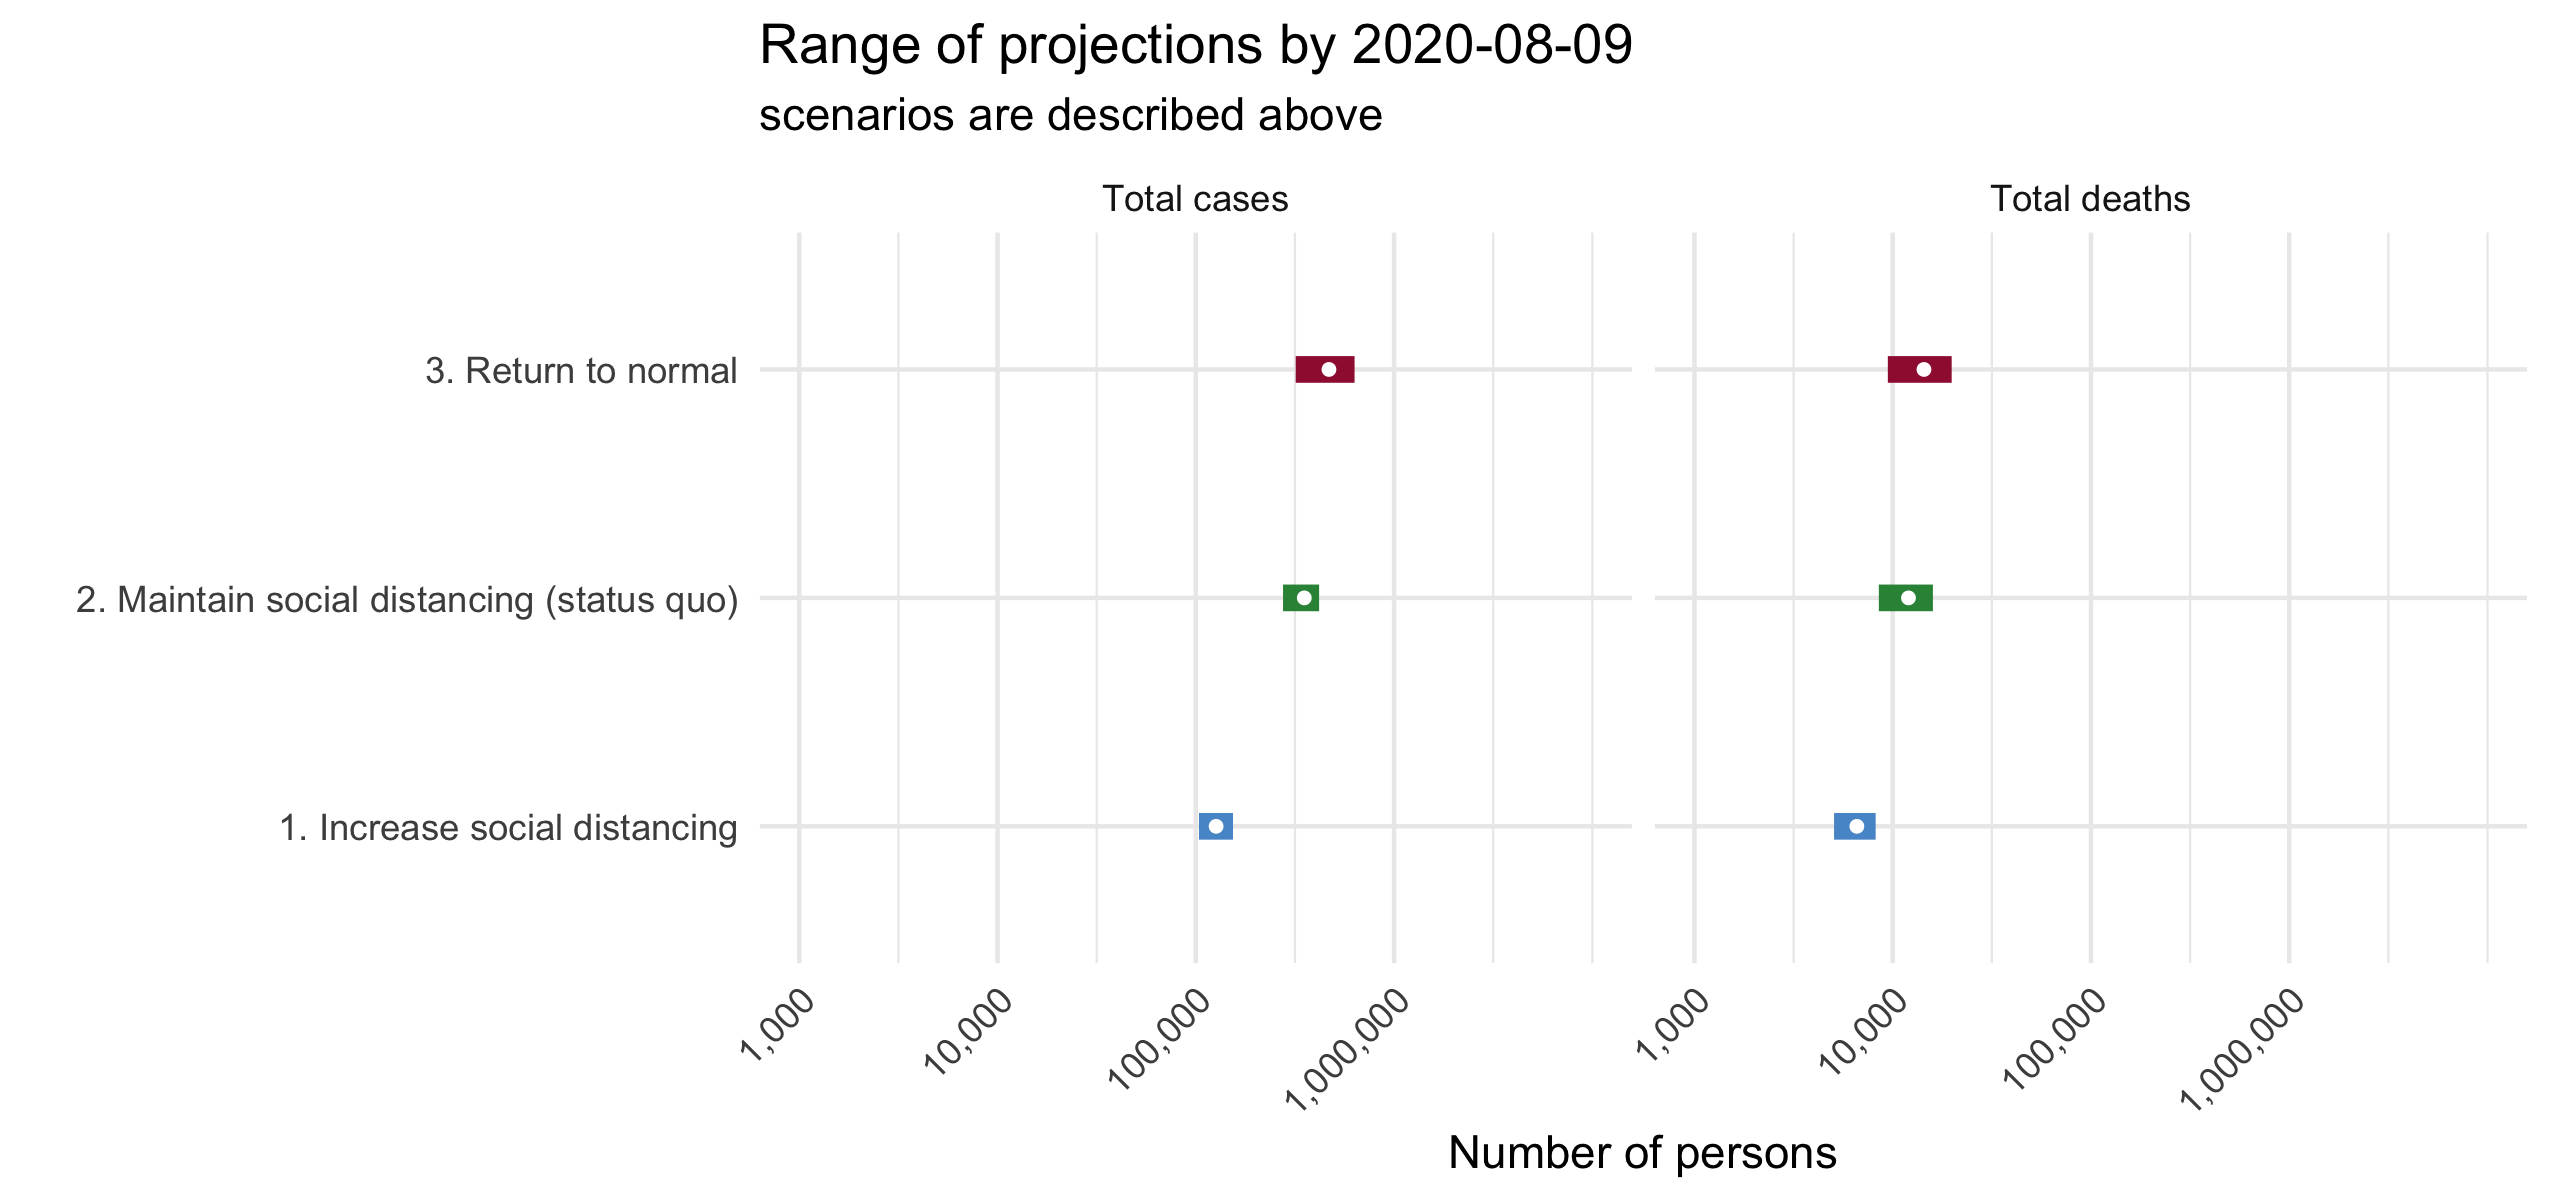 Range of projections by 2020-08-09
scenarios are described above
Total cases
Total deaths
3. Return to normal
2. Maintain social distancing (status quo)
1. Increase social distancing
1,000
10,000
100,000
1,000,000
1,000
10,000
100,000
1,000,000
Number of persons